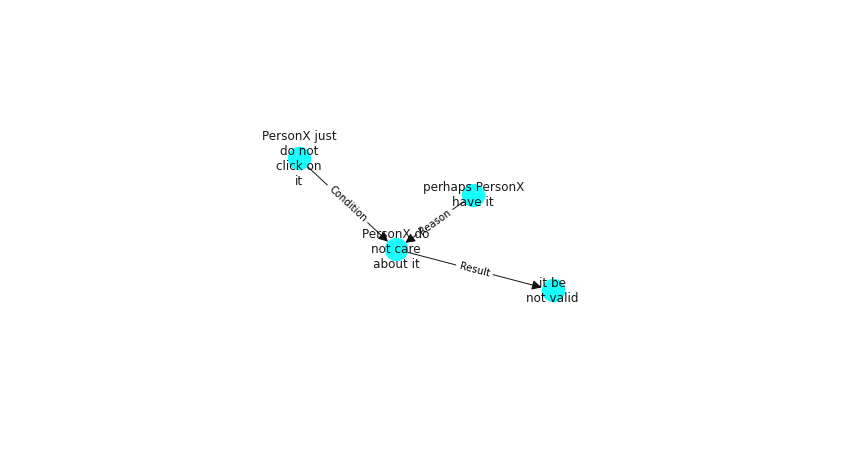 PersonX just
do not
click on
it
Condition
perhaps PersonX
have it
Reason
PersonX do
not care
about it
Result
it be
not valid